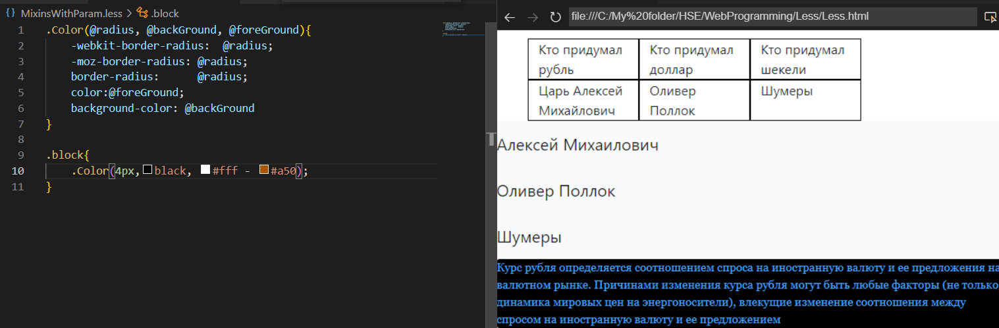 MixinsWithParam.less > .block
1 .Color(@radius, @backGround, @foreGround){
2 -webkit-border-radius: @radius;
3 -moz-border-radius: @radius;
4 border-radius: @radius;
5 color:@foreGround;
6 background-color: @backGround
7 }
8
9 .block{
10 .Color(4px, black, #fff - #a50);
11 }
file:///C:/My%20folder/HSE/WebProgramming/Less/Less.html
Кто придумал Кто придумал Кто придумал
рубль доллар шекели
Царь Алексей Оливер Шумеры
Михайлович Поллок
Алексей Михаилович
Оливер Поллок
Шумеры
Курс рубля определяется соотношением спроса на иностранную валюту и ее предложения на
валютном рынке. Причинами изменения курса рубля могут быть любые факторы (не только
динамика мировых цен на энергоносители), влекущие изменение соотношения между
спросом на иностранную валюту и ее предложением